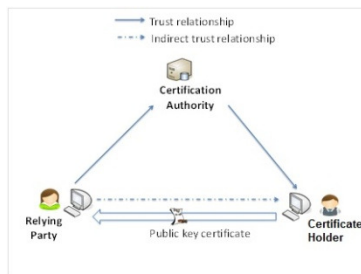 Trust relationship
Indirect trust relationship
Certification
Authority
Relying
Party
Public key certificate
Certificate
Holder